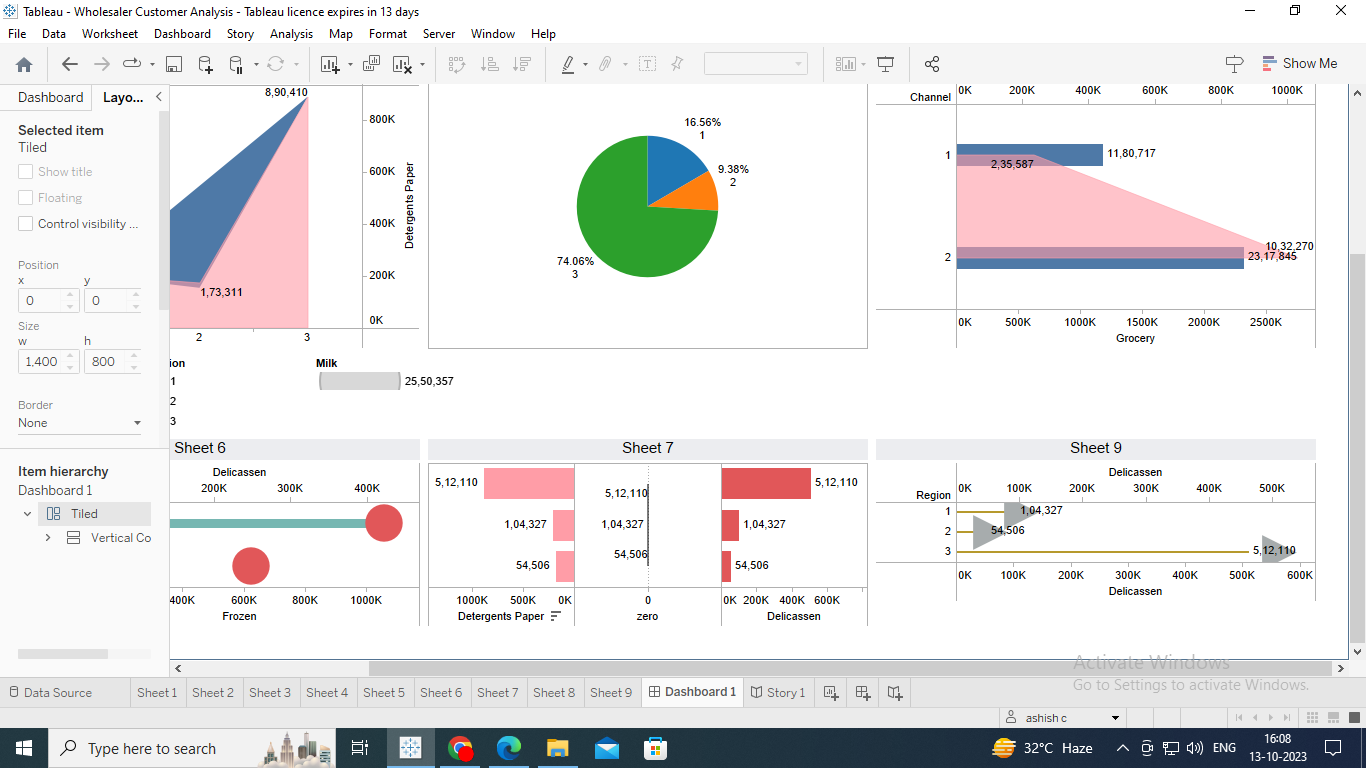 Tableau - Wholesaler Customer Analysis - Tableau licence expires in 13 days
File Data Worksheet Dashboard Story Analysis Map Format Server Window Help
Show Me
Dashboard Layo...
Selected item
Tiled
Show title
Floating
Control visibility ...
Position
x y
0 0
Size
w h
1,400 800
Border
None
Item hierarchy
Dashboard 1
Tiled
Vertical Co
8,90,410
800K
600K
400K
200K
0K
Detergents Paper
1,73,311
2 3
16.56%
1
9.38%
2
74.06%
3
Channel
0K 200K 400K 600K 800K 1000K
1
2,35,587
11,80,717
2
10,32,270
23,17,845
0K 500K 1000K 1500K 2000K 2500K
Grocery
ion
1
2
3
Milk
25,50,357
Sheet 6
Delicassen
200K 300K 400K
400K 600K 800K 1000K
Frozen
Sheet 7
5,12,110 5,12,110 5,12,110
1,04,327 1,04,327 1,04,327
54,506 54,506 54,506
1000K 500K 0K 0 0K 200K 400K 600K
Detergents Paper zero Delicassen
Sheet 9
Delicassen
Region
0K 100K 200K 300K 400K 500K
1 1,04,327
2 54,506
3 5,12,110
0K 100K 200K 300K 400K 500K 600K
Delicassen
Activate Windows
Go to Settings to activate Windows.
Data Source Sheet 1 Sheet 2 Sheet 3 Sheet 4 Sheet 5 Sheet 6 Sheet 7 Sheet 8 Sheet 9 Dashboard 1 Story 1
ashish c
Type here to search
32°C Haze
ENG
16:08
13-10-2023